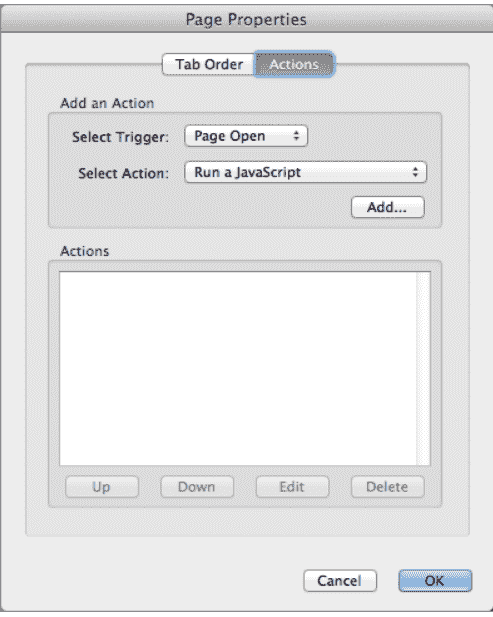 Page Properties
Tab Order Actions
Add an Action
Select Trigger: Page Open
Select Action: Run a JavaScript
Add...
Actions
Up Down Edit Delete
Cancel OK